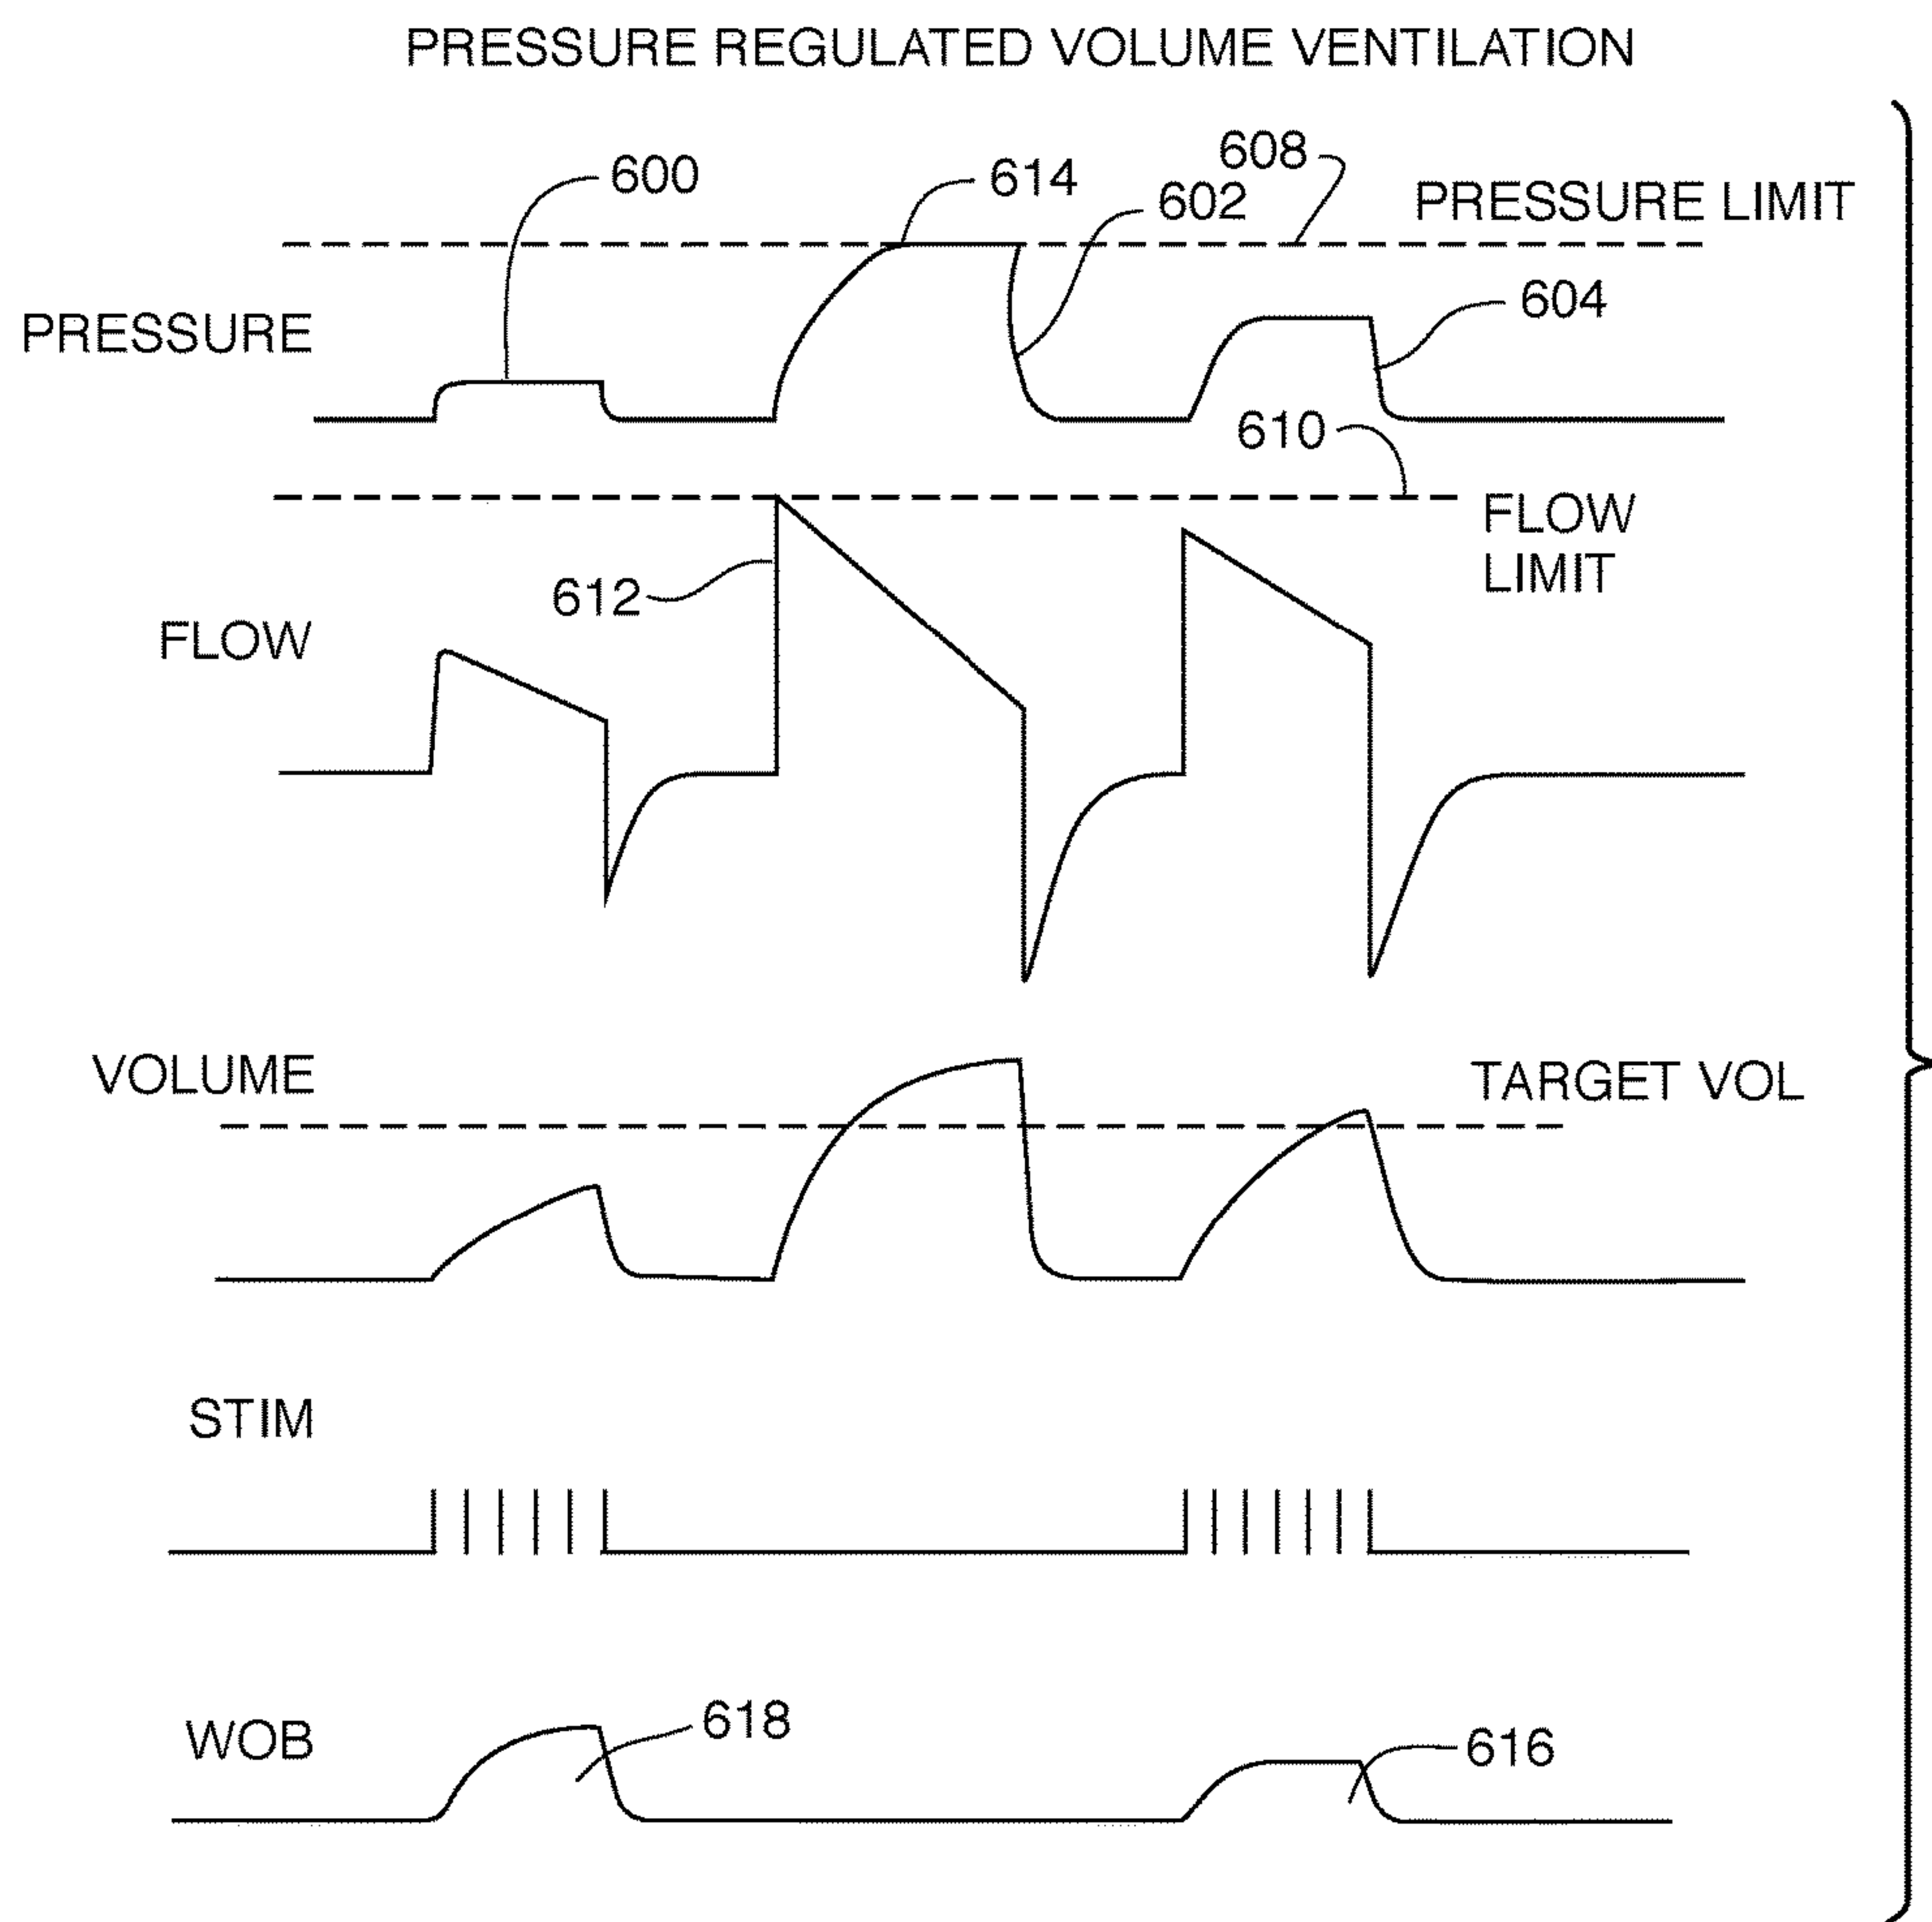 PRESSURE REGULATED VOLUME VENTILATION
600
614
608
602
PRESSURE LIMIT
PRESSURE
604
610
FLOW
LIMIT
612
FLOW
VOLUME
TARGET VOL
STIM
WOB
618
616